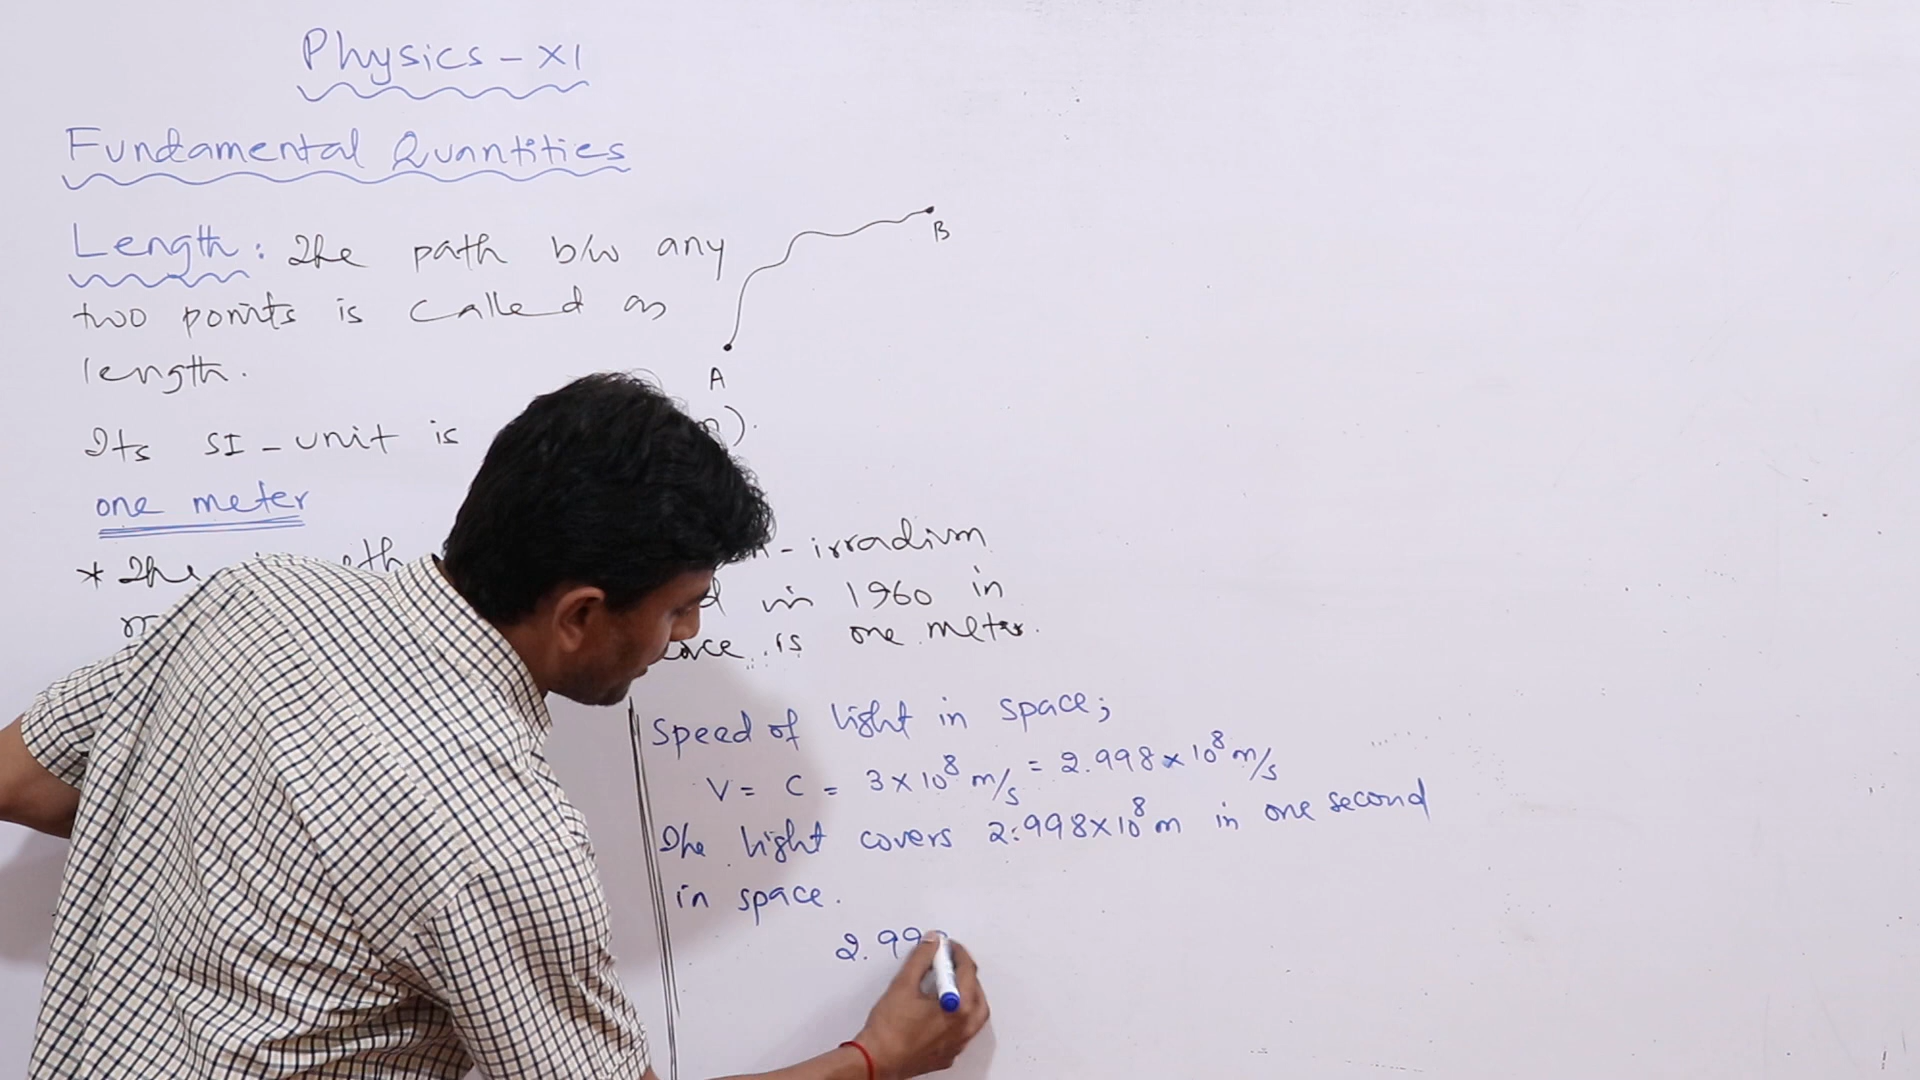 Physics - XI
Fundamental Quantities
Length: The path b/w any
two points is called as
length.
A
B
Its SI-unit is
one meter
* The
- irradium
in 1960 in
is one meter.
Speed of light in space;
V = C = 3×10⁸ m/s = 2.998×10⁸ m/s
The light covers 2.998×10⁸ m in one second
in space.
2.99